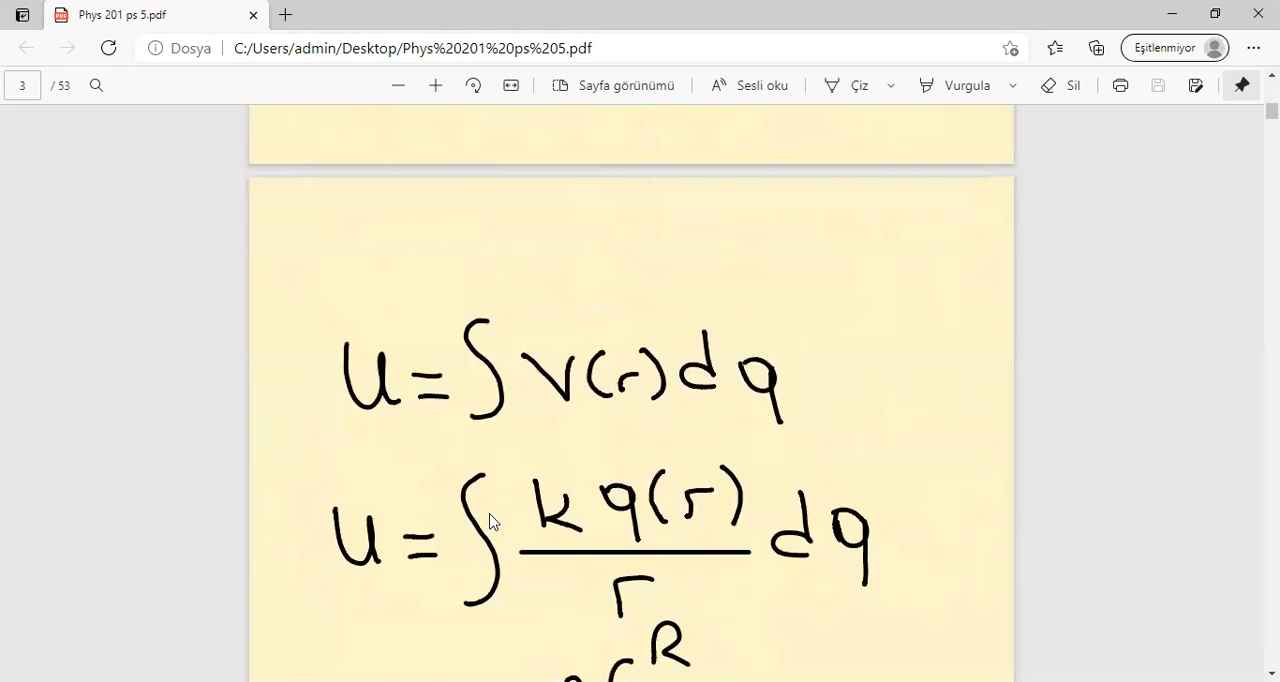 Phys 201 ps 5.pdf
Dosya C:/Users/admin/Desktop/Phys%20201%20ps%205.pdf Eşitlenmiyor
3 / 53 Sayfa görünümü Sesli oku Çiz Vurgula Sil
U = ∫ V(r) dq
U = ∫ k q(r) / r dq
R